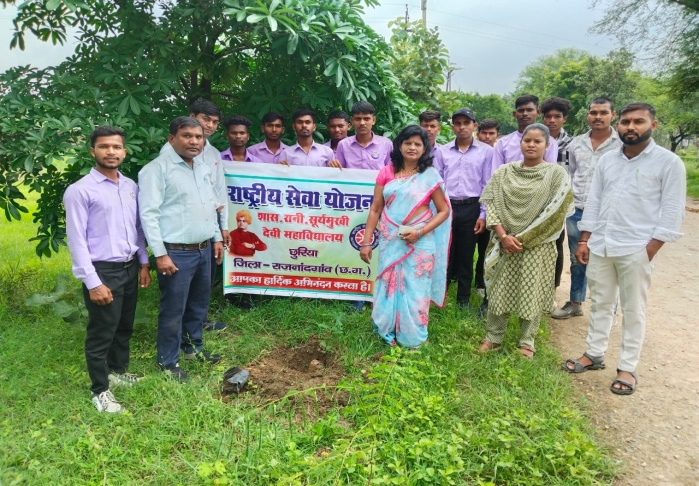 राष्ट्रीय सेवा योजना
शास. रानी. सूर्यमुखी
देवी महाविद्यालय
छुरिया
जिला - राजनांदगाँव (छ.ग.)
आपका हार्दिक अभिनंदन करता है।